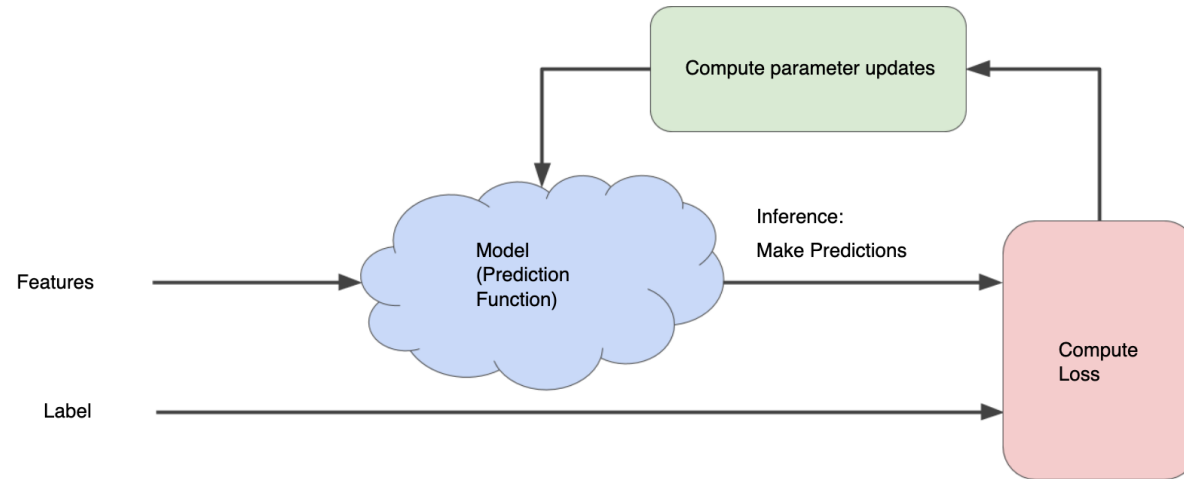 Compute parameter updates
Inference:
Make Predictions
Model
(Prediction
Function)
Features
Compute
Loss
Label